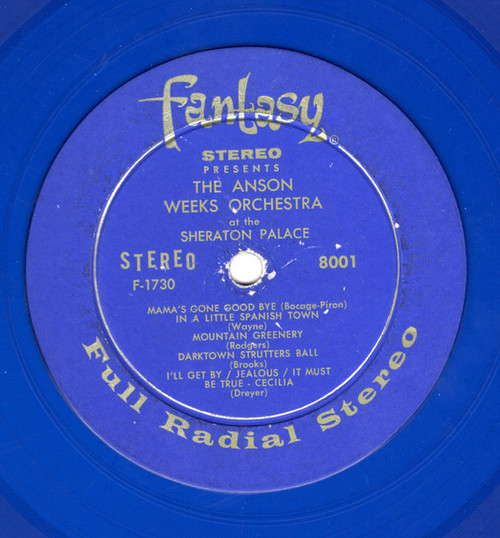 Fantasy®
STEREO
PRESENTS
THE ANSON
WEEKS ORCHESTRA
at the
SHERATON PALACE
STEREO 8001
F-1730
MAMA'S GONE GOOD BYE (Bocage-Piron)
IN A LITTLE SPANISH TOWN
(Wayne)
MOUNTAIN GREENERY
(Rodgers)
DARKTOWN STRUTTERS BALL
(Brooks)
I'LL GET BY / JEALOUS / IT MUST
BE TRUE - CECILIA
(Dreyer)
Full Radial Stereo